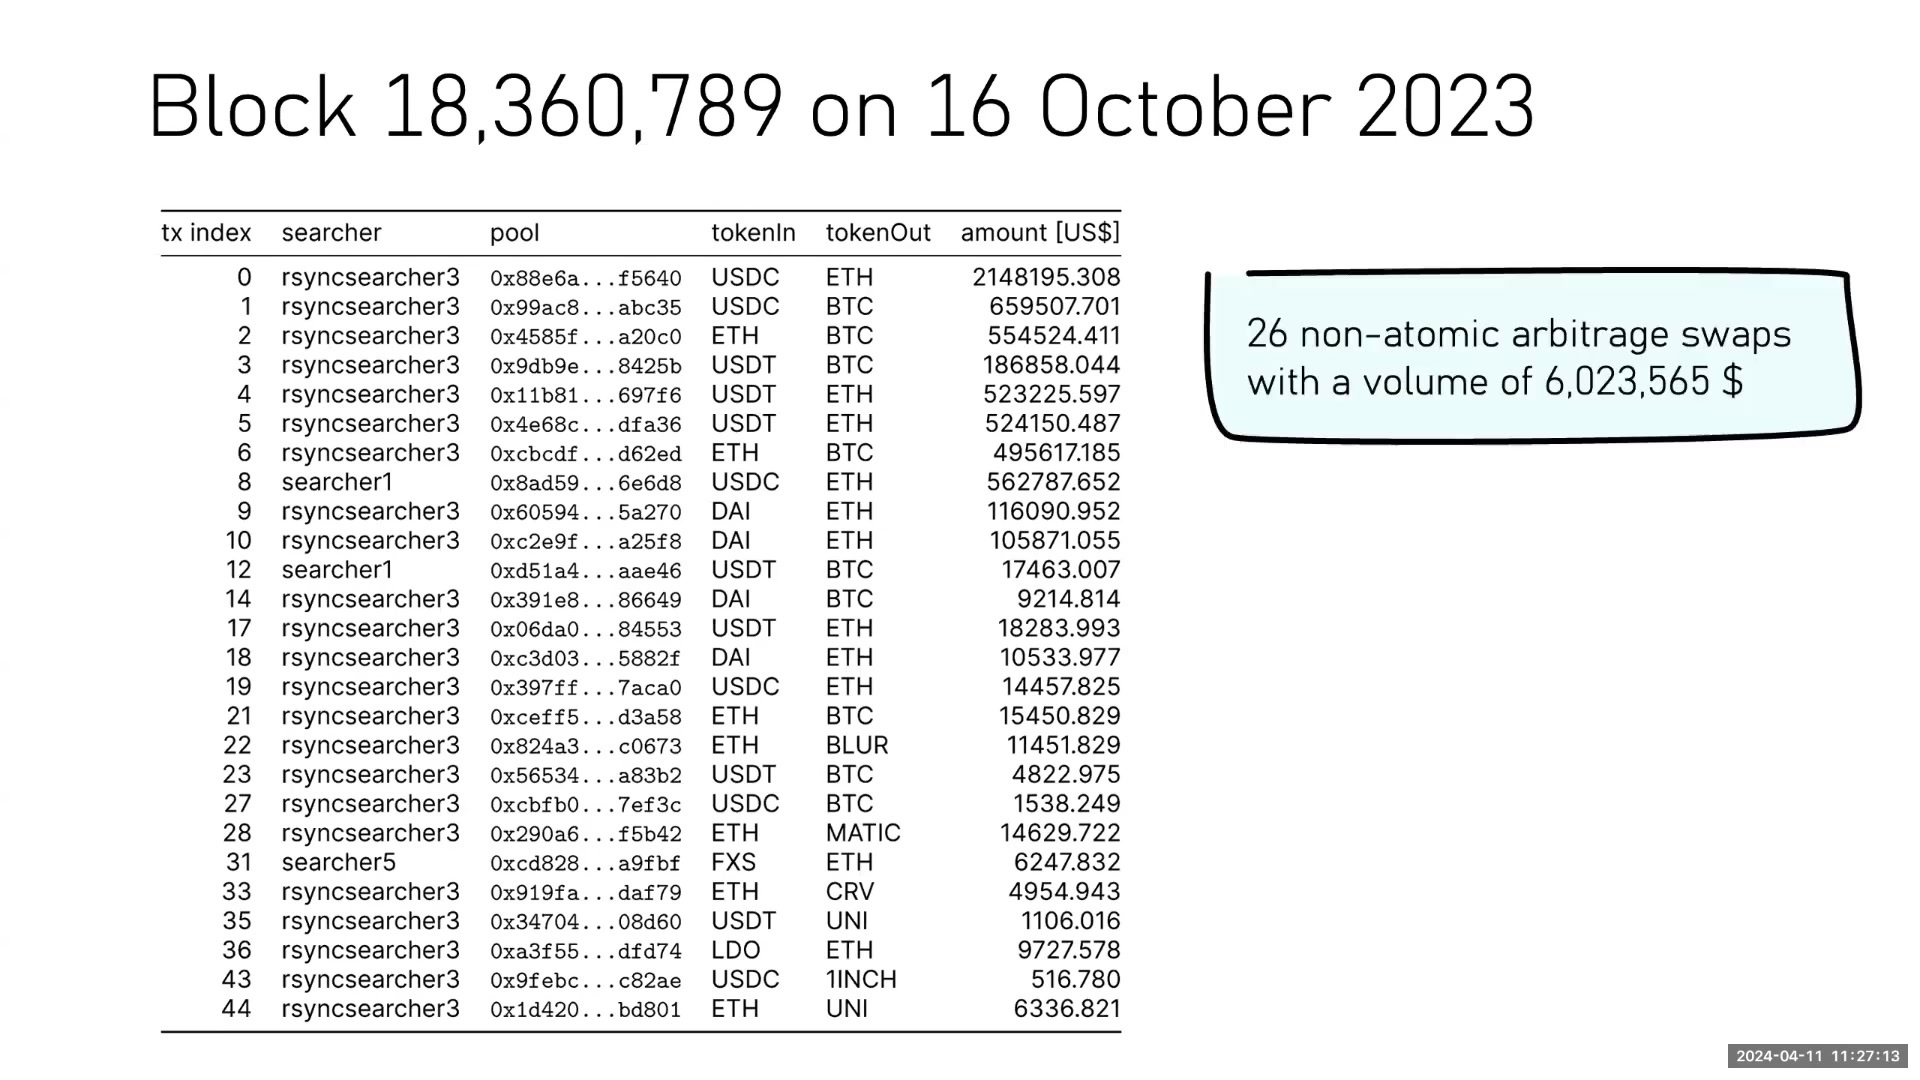 Block 18,360,789 on 16 October 2023
tx index searcher pool tokenIn tokenOut amount [US$]
0 rsyncsearcher3 0x88e6a...f5640 USDC ETH 2148195.308
1 rsyncsearcher3 0x99ac8...abc35 USDC BTC 659507.701
2 rsyncsearcher3 0x4585f...a20c0 ETH BTC 554524.411
3 rsyncsearcher3 0x9db9e...8425b USDT BTC 186858.044
4 rsyncsearcher3 0x11b81...697f6 USDT ETH 523225.597
5 rsyncsearcher3 0x4e68c...dfa36 USDT ETH 524150.487
6 rsyncsearcher3 0xcbcdf...d62ed ETH BTC 495617.185
8 searcher1 0x8ad59...6e6d8 USDC ETH 562787.652
9 rsyncsearcher3 0x60594...5a270 DAI ETH 116090.952
10 rsyncsearcher3 0xc2e9f...a25f8 DAI ETH 105871.055
12 searcher1 0xd51a4...aae46 USDT BTC 17463.007
14 rsyncsearcher3 0x391e8...86649 DAI BTC 9214.814
17 rsyncsearcher3 0x06da0...84553 USDT ETH 18283.993
18 rsyncsearcher3 0xc3d03...5882f DAI ETH 10533.977
19 rsyncsearcher3 0x397ff...7aca0 USDC ETH 14457.825
21 rsyncsearcher3 0xceff5...d3a58 ETH BTC 15450.829
22 rsyncsearcher3 0x824a3...c0673 ETH BLUR 11451.829
23 rsyncsearcher3 0x56534...a83b2 USDT BTC 4822.975
27 rsyncsearcher3 0xcbfb0...7ef3c USDC BTC 1538.249
28 rsyncsearcher3 0x290a6...f5b42 ETH MATIC 14629.722
31 searcher5 0xcd828...a9fbf FXS ETH 6247.832
33 rsyncsearcher3 0x919fa...daf79 ETH CRV 4954.943
35 rsyncsearcher3 0x34704...08d60 USDT UNI 1106.016
36 rsyncsearcher3 0xa3f55...dfd74 LDO ETH 9727.578
43 rsyncsearcher3 0x9febc...c82ae USDC 1INCH 516.780
44 rsyncsearcher3 0x1d420...bd801 ETH UNI 6336.821
26 non-atomic arbitrage swaps
with a volume of 6,023,565 $
2024-04-11 11:27:13